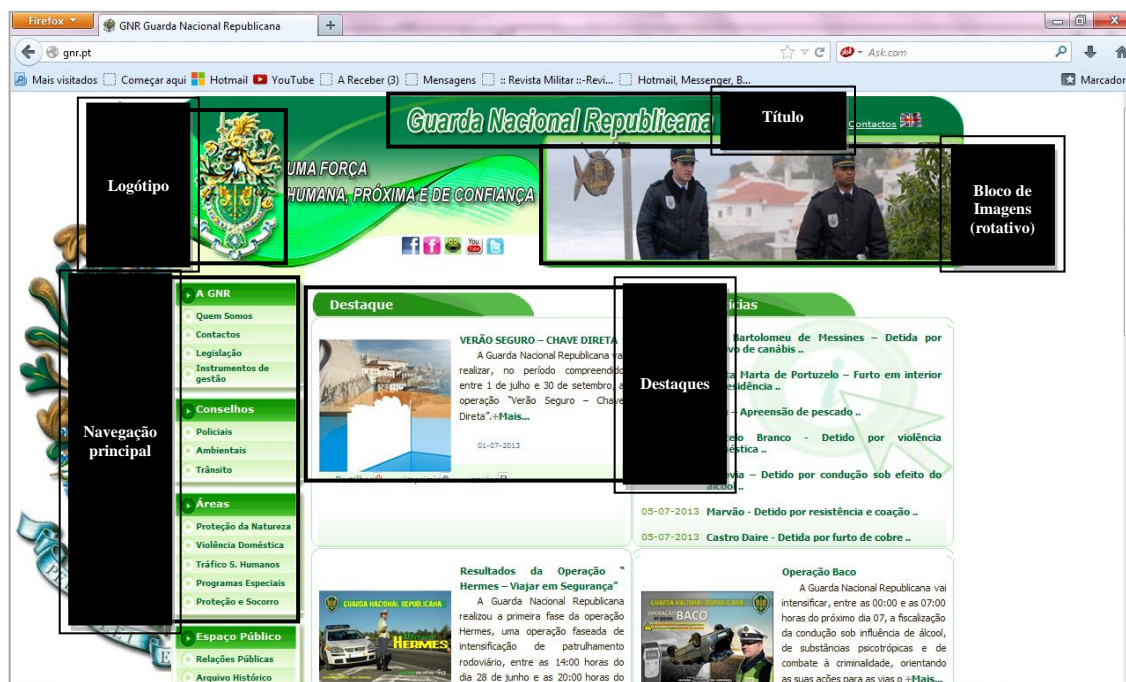 Firefox
GNR Guarda Nacional Republicana
gnr.pt
Ask.com
Mais visitados
Começar aqui
Hotmail
YouTube
A Receber (3)
Mensagens
:: Revista Militar ::-Revi...
Hotmail, Messenger, B...
Marcador
Guarda Nacional Republicana
Título
Contactos
Logótipo
UMA FORÇA
HUMANA, PRÓXIMA E DE CONFIANÇA
Bloco de
Imagens
(rotativo)
Navegação
principal
A GNR
Quem Somos
Contactos
Legislação
Instrumentos de
gestão
Conselhos
Policiais
Ambientais
Trânsito
Áreas
Proteção da Natureza
Violência Doméstica
Tráfico S. Humanos
Programas Especiais
Proteção e Socorro
Espaço Público
Relações Públicas
Arquivo Histórico
Destaque
VERÃO SEGURO – CHAVE DIRETA
A Guarda Nacional Republicana vai
realizar, no período compreendido
entre 1 de julho e 30 de setembro, a
operação "Verão Seguro – Chave
Direta".+Mais...
01-07-2013
Destaques
Bartolomeu de Messines – Detida por
de canábis ..
Marta de Portuzelo – Furto em interior
– Apreensão de pescado ..
Branco - Detido por violência
– Detido por condução sob efeito do
álcool ..
05-07-2013 Marvão - Detido por resistência e coação ..
05-07-2013 Castro Daire - Detida por furto de cobre ..
Resultados da Operação "
Hermes – Viajar em Segurança"
A Guarda Nacional Republicana
realizou a primeira fase da operação
Hermes, uma operação faseada de
intensificação de patrulhamento
rodoviário, entre as 14:00 horas do
dia 28 de junho e as 20:00 horas do
GUARDA NACIONAL REPUBLICANA
HERMES
Operação Baco
A Guarda Nacional Republicana vai
intensificar, entre as 00:00 e as 07:00
horas do próximo dia 07, a fiscalização
da condução sob influência de álcool,
de substâncias psicotrópicas e de
combate à criminalidade, orientando
as suas ações para as vias o +Mais...
GUARDA NACIONAL REPUBLICANA
OPERAÇÃO BACO